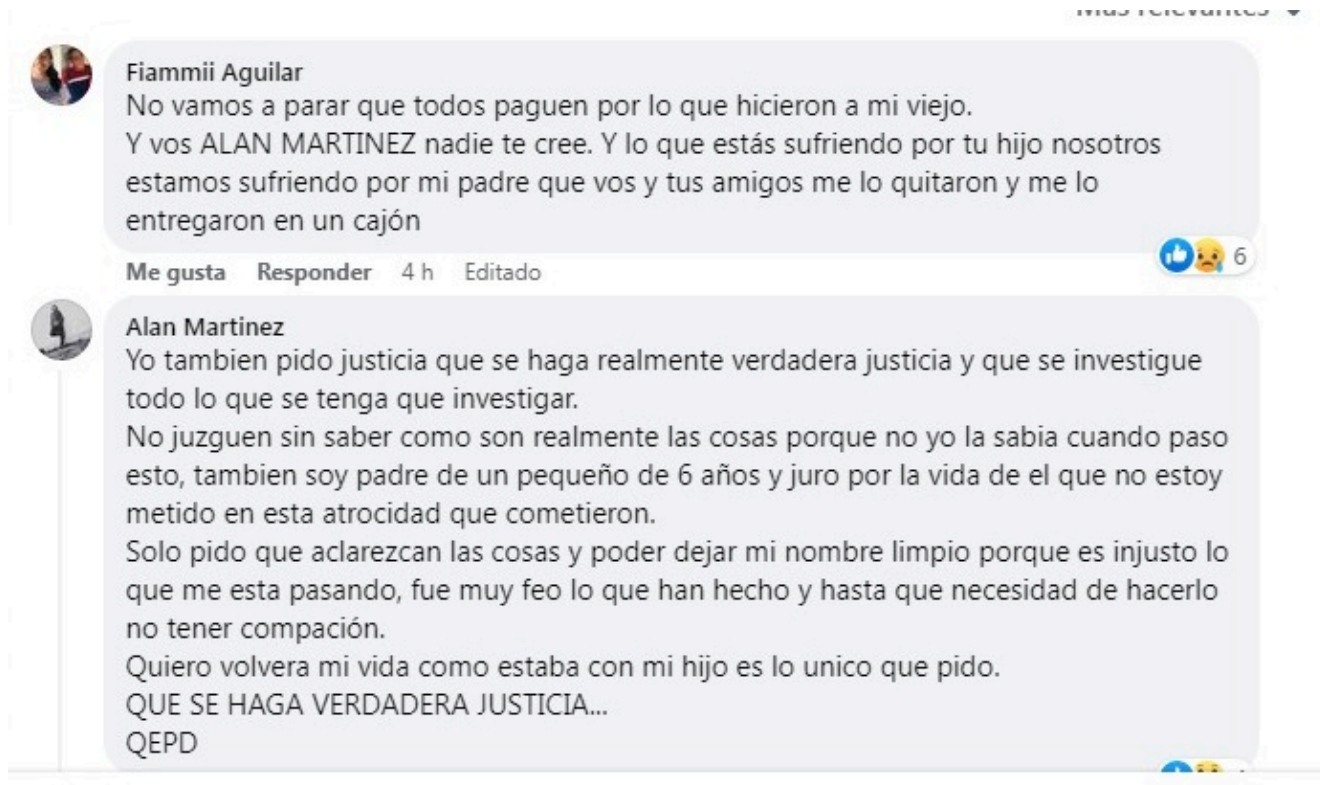 Más relevantes
Fiammii Aguilar
No vamos a parar que todos paguen por lo que hicieron a mi viejo.
Y vos ALAN MARTINEZ nadie te cree. Y lo que estás sufriendo por tu hijo nosotros
estamos sufriendo por mi padre que vos y tus amigos me lo quitaron y me lo
entregaron en un cajón
6
Me gusta Responder 4 h Editado
Alan Martinez
Yo tambien pido justicia que se haga realmente verdadera justicia y que se investigue
todo lo que se tenga que investigar.
No juzguen sin saber como son realmente las cosas porque no yo la sabia cuando paso
esto, tambien soy padre de un pequeño de 6 años y juro por la vida de el que no estoy
metido en esta atrocidad que cometieron.
Solo pido que aclarezcan las cosas y poder dejar mi nombre limpio porque es injusto lo
que me esta pasando, fue muy feo lo que han hecho y hasta que necesidad de hacerlo
no tener compación.
Quiero volvera mi vida como estaba con mi hijo es lo unico que pido.
QUE SE HAGA VERDADERA JUSTICIA...
QEPD